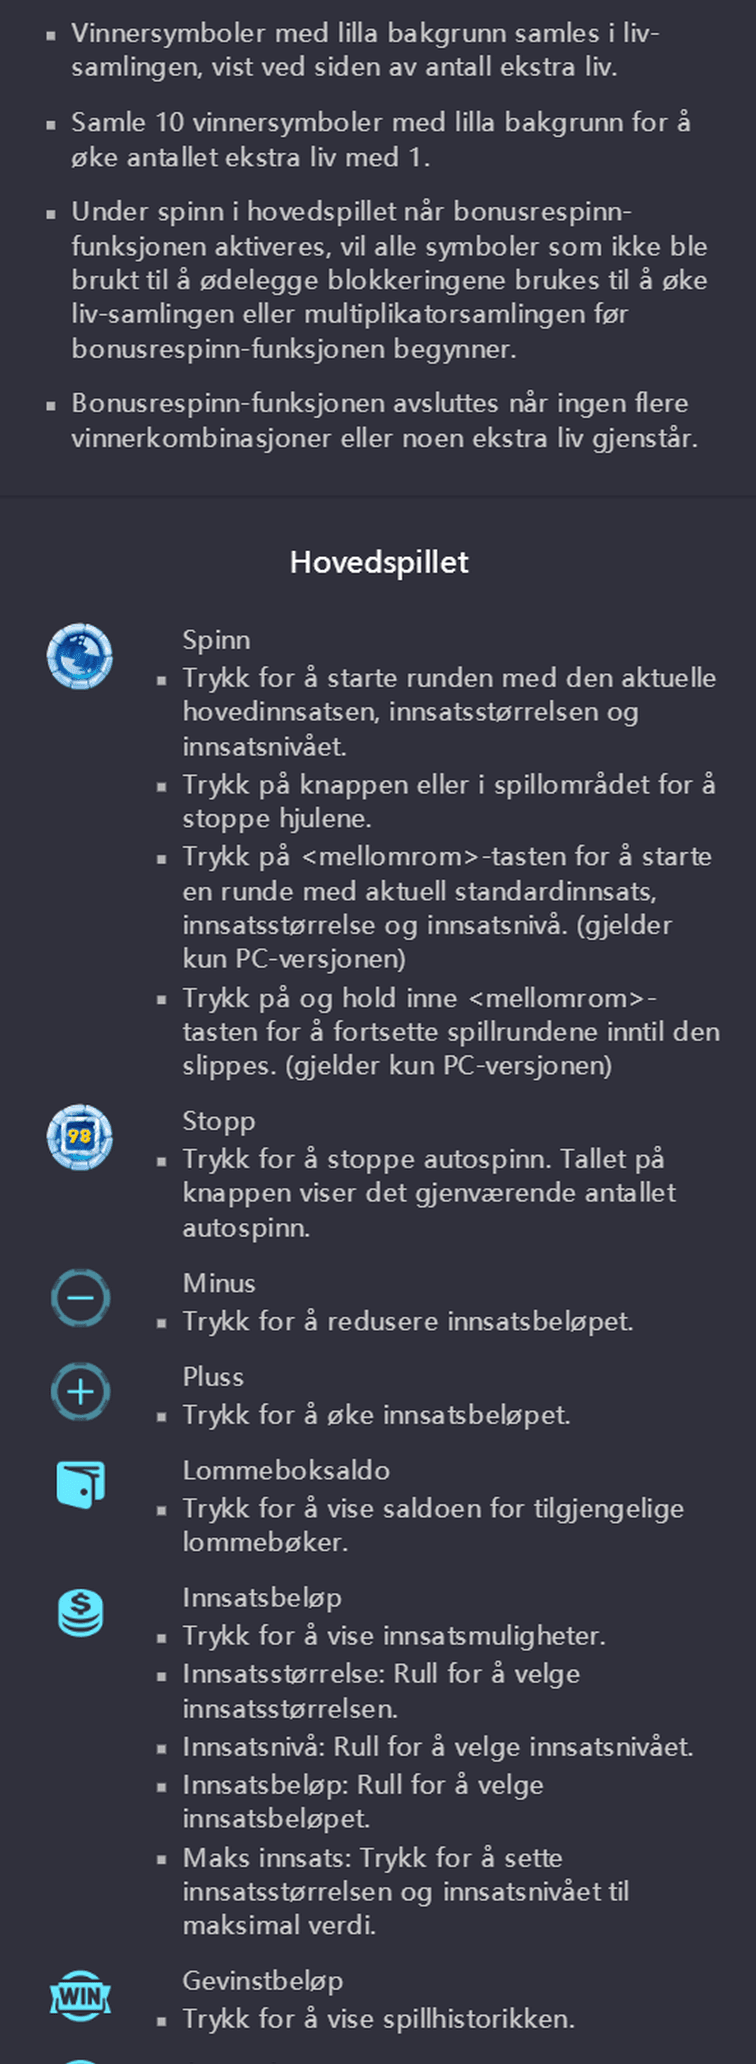 ▪ Vinnersymboler med lilla bakgrunn samles i liv-
samlingen, vist ved siden av antall ekstra liv.
▪ Samle 10 vinnersymboler med lilla bakgrunn for å
øke antallet ekstra liv med 1.
▪ Under spinn i hovedspillet når bonusrespinn-
funksjonen aktiveres, vil alle symboler som ikke ble
brukt til å ødelegge blokkeringene brukes til å øke
liv-samlingen eller multiplikatorsamlingen før
bonusrespinn-funksjonen begynner.
▪ Bonusrespinn-funksjonen avsluttes når ingen flere
vinnerkombinasjoner eller noen ekstra liv gjenstår.
Hovedspillet
Spinn
▪ Trykk for å starte runden med den aktuelle
hovedinnsatsen, innsatsstørrelsen og
innsatsnivået.
▪ Trykk på knappen eller i spillområdet for å
stoppe hjulene.
▪ Trykk på <mellomrom>-tasten for å starte
en runde med aktuell standardinnsats,
innsatsstørrelse og innsatsnivå. (gjelder
kun PC-versjonen)
▪ Trykk på og hold inne <mellomrom>-
tasten for å fortsette spillrundene inntil den
slippes. (gjelder kun PC-versjonen)
98
Stopp
▪ Trykk for å stoppe autospinn. Tallet på
knappen viser det gjenværende antallet
autospinn.
Minus
▪ Trykk for å redusere innsatsbeløpet.
Pluss
▪ Trykk for å øke innsatsbeløpet.
Lommeboksaldo
▪ Trykk for å vise saldoen for tilgjengelige
lommebøker.
$
Innsatsbeløp
▪ Trykk for å vise innsatsmuligheter.
▪ Innsatsstørrelse: Rull for å velge
innsatsstørrelsen.
▪ Innsatsnivå: Rull for å velge innsatsnivået.
▪ Innsatsbeløp: Rull for å velge
innsatsbeløpet.
▪ Maks innsats: Trykk for å sette
innsatsstørrelsen og innsatsnivået til
maksimal verdi.
WIN
Gevinstbeløp
▪ Trykk for å vise spillhistorikken.